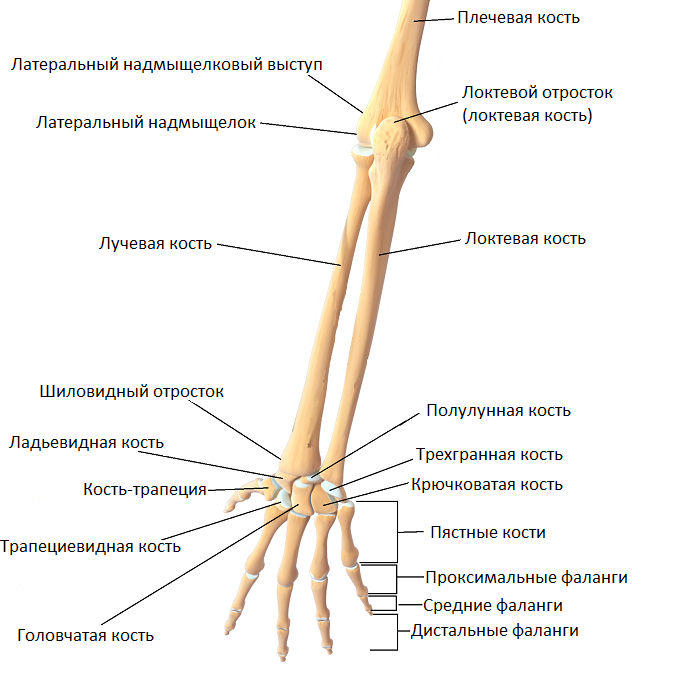 Плечевая кость
Латеральный надмыщелковый выступ
Локтевой отросток
(локтевая кость)
Латеральный надмыщелок
Лучевая кость
Локтевая кость
Шиловидный отросток
Полулунная кость
Ладьевидная кость
Трехгранная кость
Кость-трапеция
Крючковатая кость
Пястные кости
Трапециевидная кость
Проксимальные фаланги
Средние фаланги
Дистальные фаланги
Головчатая кость